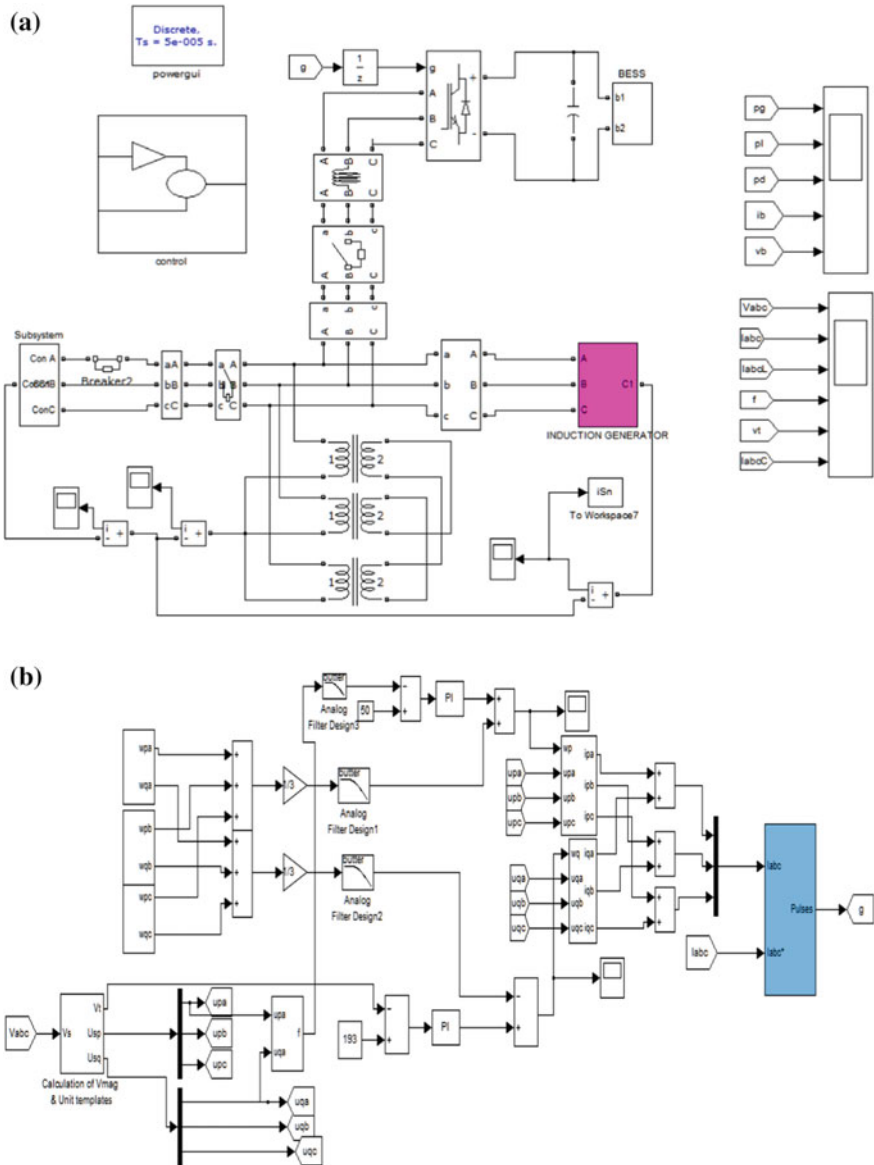 (a)
Discrete,
Ts = 5e-005 s.
powergui
g
1
z
g
A
B
C
+
-
BESS
b1
b2
A B C
A B C
a b c
A B C
a b c
A B C
A B C
a b c
control
pg
pl
pd
ib
vb
Vabc
Iabc
IabcL
f
vt
IabcC
Subsystem
Con A
ConC
Breaker2
aA
bB
cC
a A
b B
c C
a A
b B
c C
A
B
C
C1
INDUCTION GENERATOR
1 2
1 2
1 2
i + -
i + -
iSn
To Workspace7
i + -
(b)
butter
Analog
Filter Design3
50
-
+
PI
+
+
wpa
wqa
wpb
wqb
wpc
wqc
+
+
+
+
+
+
1/3
butter
Analog
Filter Design1
1/3
butter
Analog
Filter Design2
upa
upb
upc
wp
upa
upb
upc
ipa
ipb
ipc
uqa
uqb
uqc
wq
uqa
uqb
uqc
iqa
iqb
iqc
+
+
+
+
+
+
Iabc
Iabc
Iabc*
Pulses
g
Vabc
Vs
Vt
Usp
Usq
Calculation of Vmag
& Unit templates
upa
upb
upc
upa
uqa
f
193
-
+
PI
-
+
uqa
uqb
uqc